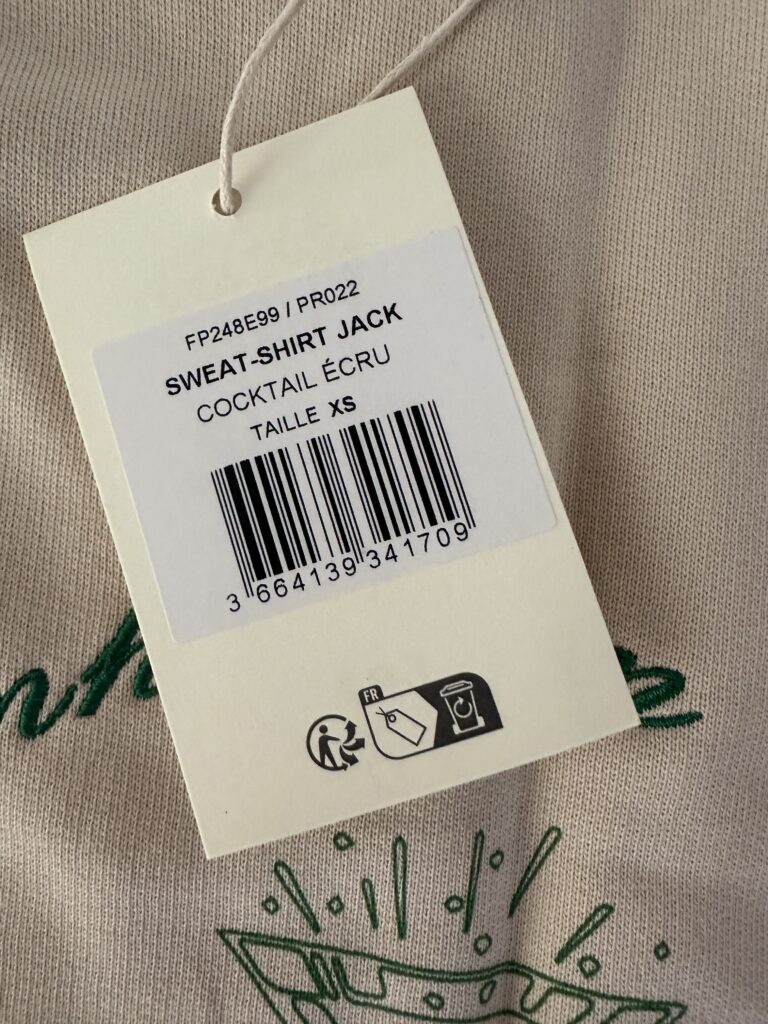 FP248E99 / PR022
SWEAT-SHIRT JACK
COCKTAIL ÉCRU
TAILLE XS
3 664139 341709
FR